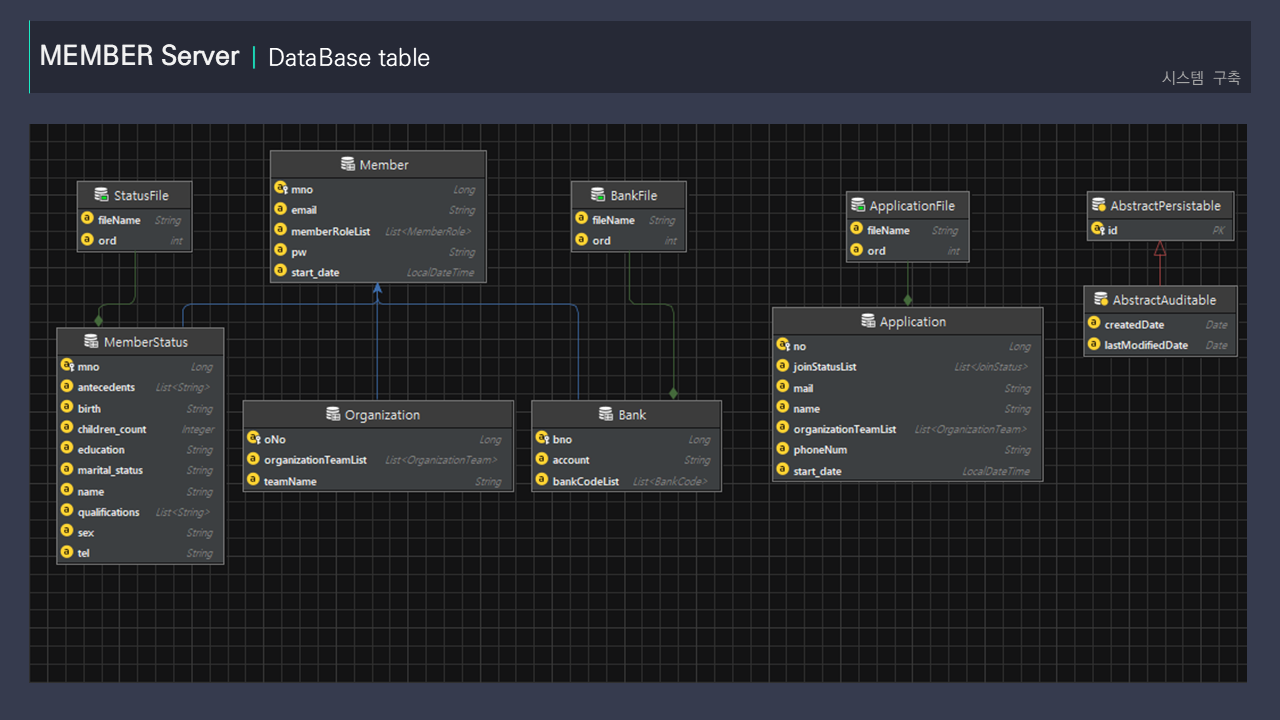 MEMBER Server | DataBase table
시스템 구축
StatusFile
fileName String
ord int
Member
mno Long
email String
memberRoleList List<MemberRole>
pw String
start_date LocalDateTime
BankFile
fileName String
ord int
ApplicationFile
fileName String
ord int
AbstractPersistable
id PK
AbstractAuditable
createdDate Date
lastModifiedDate Date
MemberStatus
mno Long
antecedents List<String>
birth String
children_count Integer
education String
marital_status String
name String
qualifications List<String>
sex String
tel String
Organization
oNo Long
organizationTeamList List<OrganizationTeam>
teamName String
Bank
bno Long
account String
bankCodeList List<BankCode>
Application
no Long
joinStatusList List<JoinStatus>
mail String
name String
organizationTeamList List<OrganizationTeam>
phoneNum String
start_date LocalDateTime